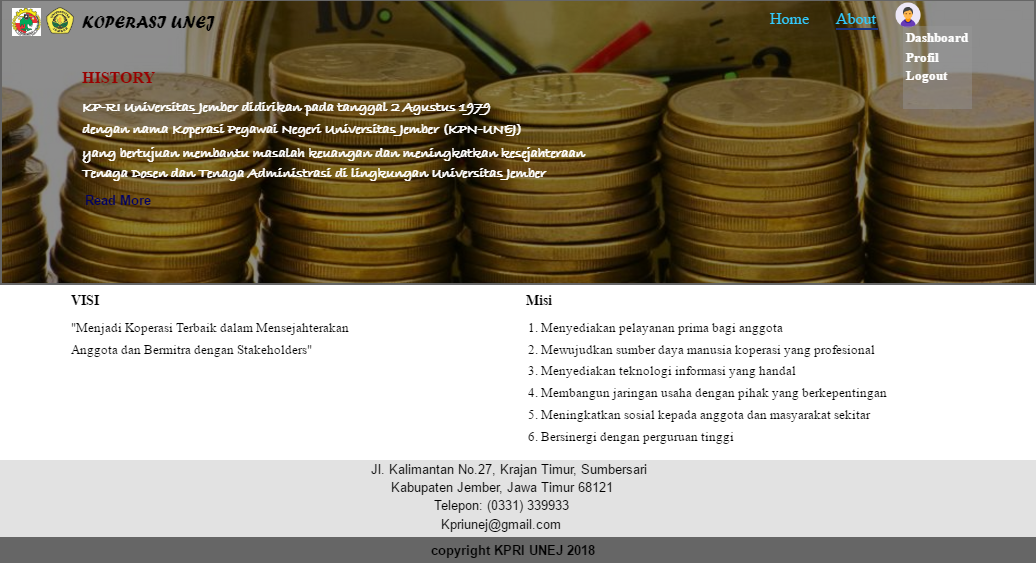 KOPERASI UNEJ
Home
About
Dashboard
Profil
Logout
HISTORY
KP-RI Universitas Jember didirikan pada tanggal 2 Agustus 1979
dengan nama Koperasi Pegawai Negeri Universitas Jember (KPN-UNEJ)
yang bertujuan membantu masalah keuangan dan meningkatkan kesejahteraan
Tenaga Dosen dan Tenaga Administrasi di lingkungan Universitas Jember
Read More
VISI
"Menjadi Koperasi Terbaik dalam Mensejahterakan
Anggota dan Bermitra dengan Stakeholders"
Misi
1. Menyediakan pelayanan prima bagi anggota
2. Mewujudkan sumber daya manusia koperasi yang profesional
3. Menyediakan teknologi informasi yang handal
4. Membangun jaringan usaha dengan pihak yang berkepentingan
5. Meningkatkan sosial kepada anggota dan masyarakat sekitar
6. Bersinergi dengan perguruan tinggi
Jl. Kalimantan No.27, Krajan Timur, Sumbersari
Kabupaten Jember, Jawa Timur 68121
Telepon: (0331) 339933
Kpriunej@gmail.com
copyright KPRI UNEJ 2018